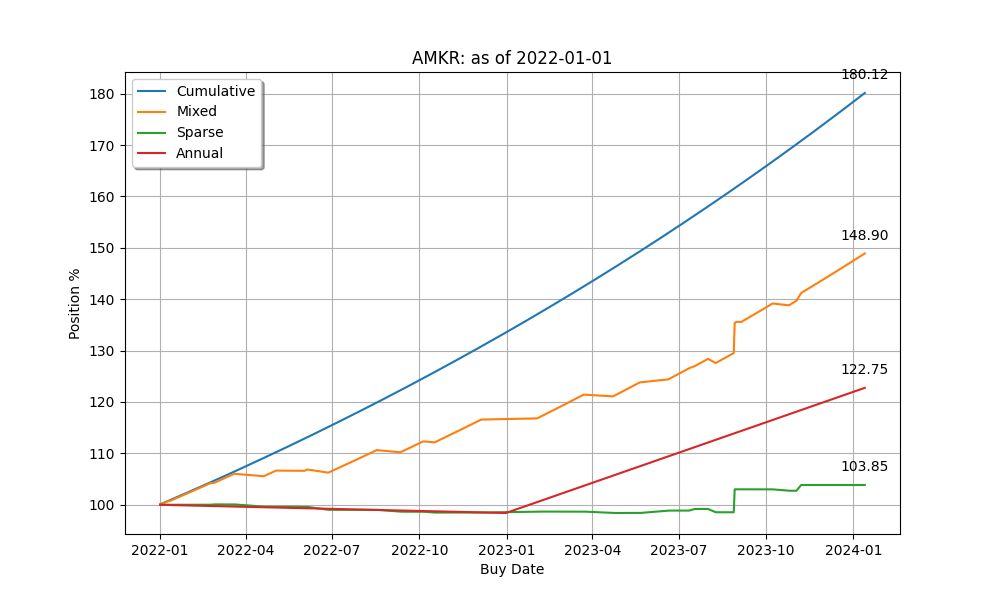 AMKR: as of 2022-01-01
Cumulative
Mixed
Sparse
Annual
180.12
148.90
122.75
103.85
180
170
160
150
140
130
120
110
100
Position %
2022-01 2022-04 2022-07 2022-10 2023-01 2023-04 2023-07 2023-10 2024-01
Buy Date